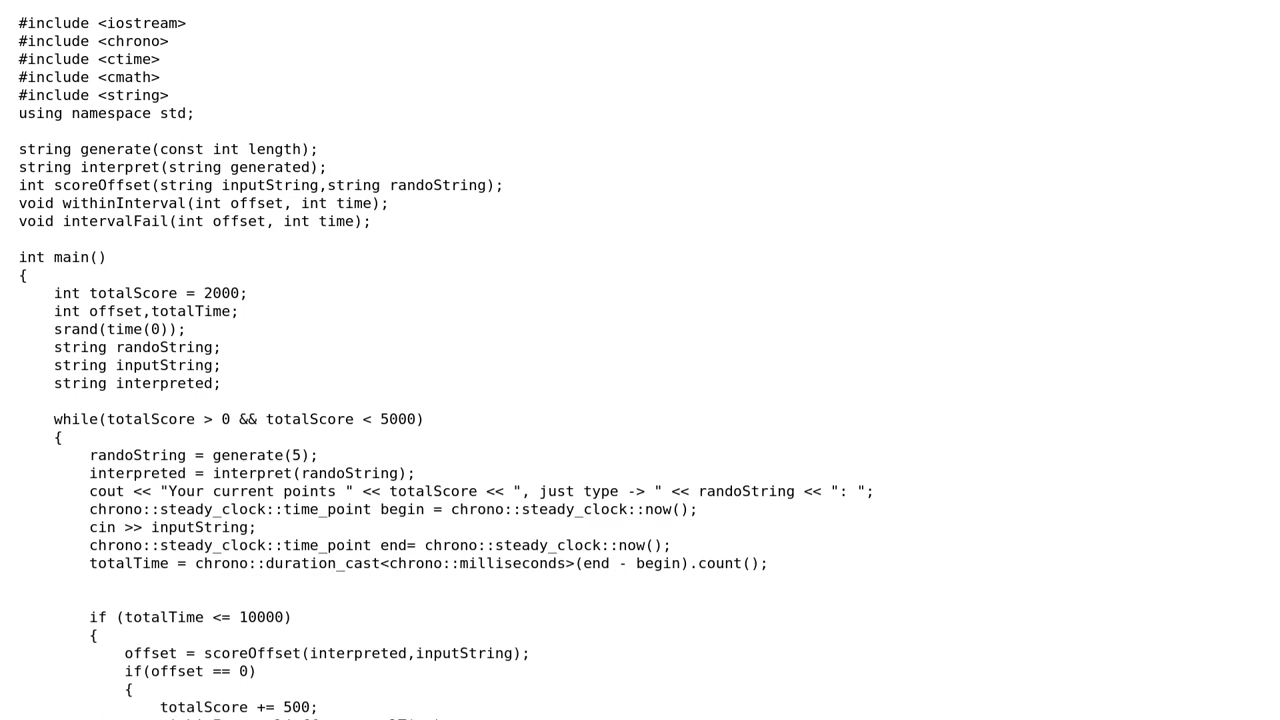 #include <iostream>
#include <chrono>
#include <ctime>
#include <cmath>
#include <string>
using namespace std;

string generate(const int length);
string interpret(string generated);
int scoreOffset(string inputString,string randoString);
void withinInterval(int offset, int time);
void intervalFail(int offset, int time);

int main()
{
    int totalScore = 2000;
    int offset,totalTime;
    srand(time(0));
    string randoString;
    string inputString;
    string interpreted;

    while(totalScore > 0 && totalScore < 5000)
    {
        randoString = generate(5);
        interpreted = interpret(randoString);
        cout << "Your current points " << totalScore << ", just type -> " << randoString << ": ";
        chrono::steady_clock::time_point begin = chrono::steady_clock::now();
        cin >> inputString;
        chrono::steady_clock::time_point end= chrono::steady_clock::now();
        totalTime = chrono::duration_cast<chrono::milliseconds>(end - begin).count();


        if (totalTime <= 10000)
        {
            offset = scoreOffset(interpreted,inputString);
            if(offset == 0)
            {
                totalScore += 500;